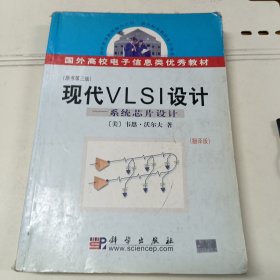 国外高校电子信息类优秀教材
(原书第三版)
现代VLSI设计
——系统芯片设计
〔美〕韦恩·沃尔夫 著
(翻译版)
科学出版社
www.sciencep.com